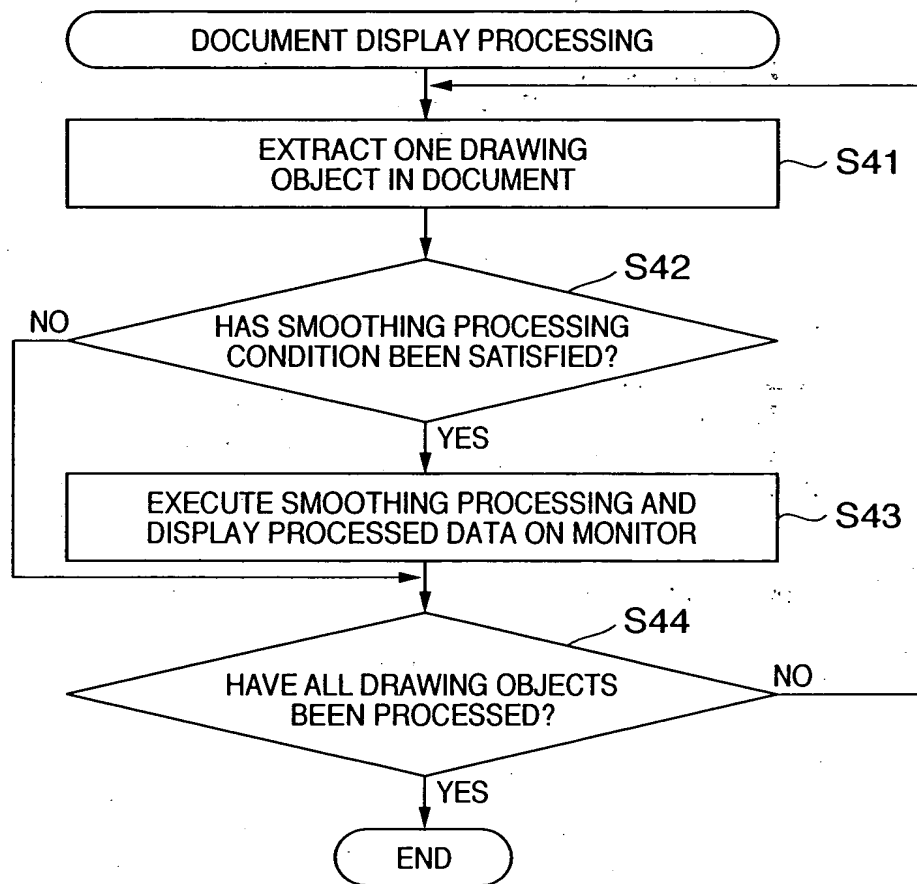 DOCUMENT DISPLAY PROCESSING
EXTRACT ONE DRAWING
OBJECT IN DOCUMENT
S41
S42
NO
HAS SMOOTHING PROCESSING
CONDITION BEEN SATISFIED?
YES
EXECUTE SMOOTHING PROCESSING AND
DISPLAY PROCESSED DATA ON MONITOR
S43
S44
HAVE ALL DRAWING OBJECTS
BEEN PROCESSED?
NO
YES
END